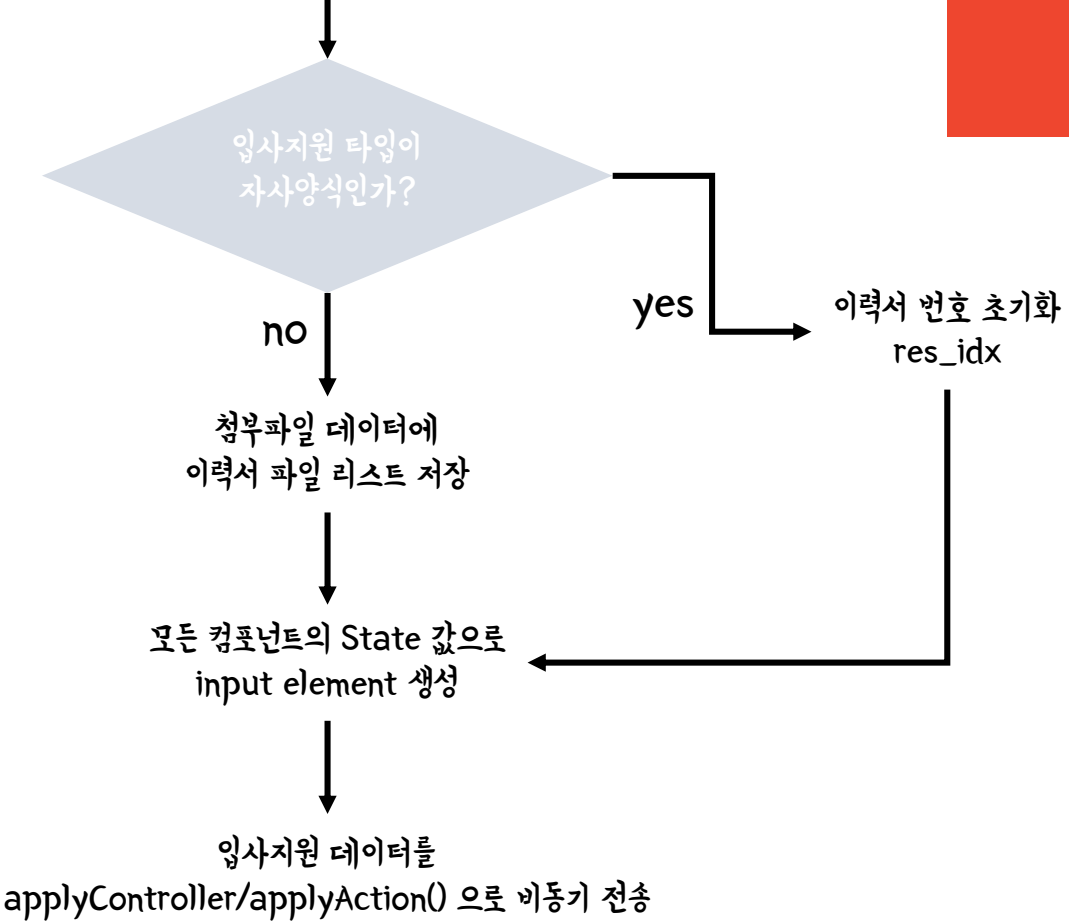 입사지원 타입이
자사양식인가?
yes
no
이력서 번호 초기화
res_idx
첨부파일 데이터에
이력서 파일 리스트 저장
모든 컴포넌트의 State 값으로
input element 생성
입사지원 데이터를
applyController/applyAction() 으로 비동기 전송